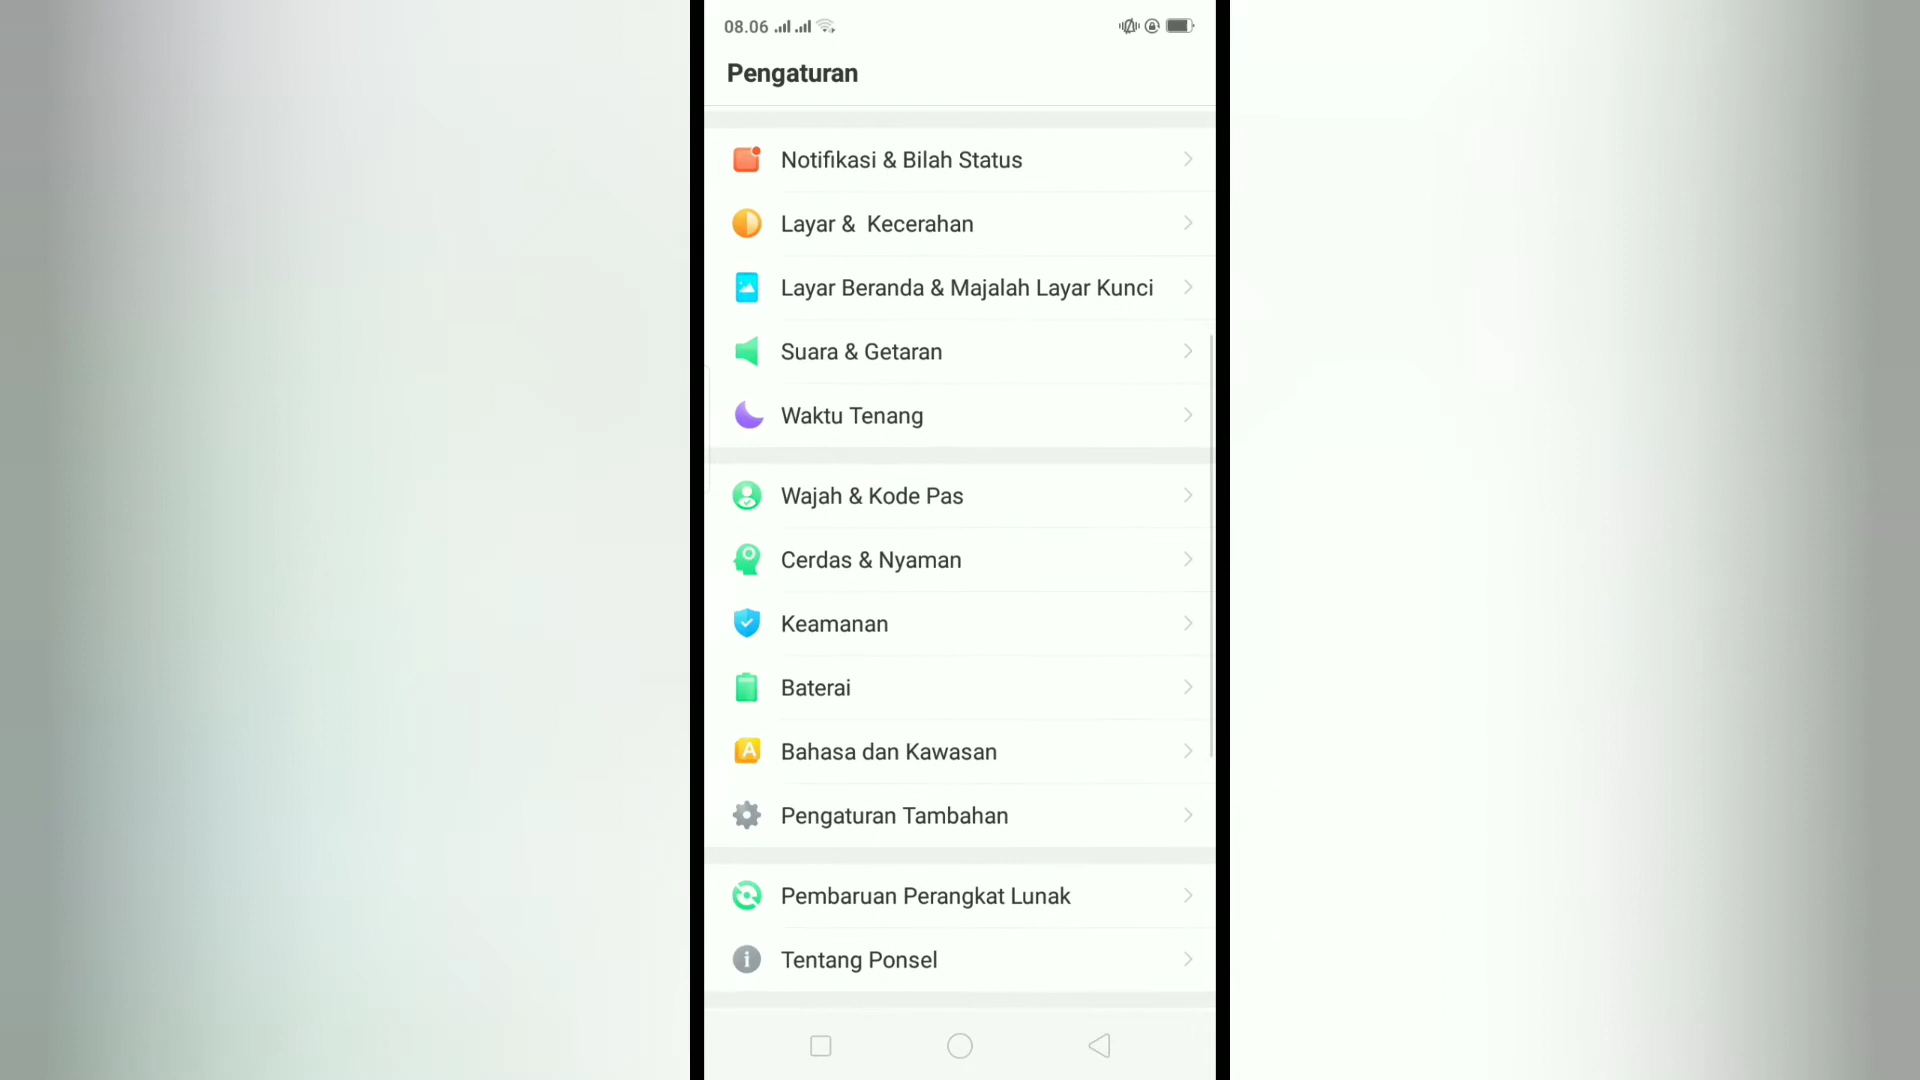 08.06
Pengaturan
Notifikasi & Bilah Status
Layar & Kecerahan
Layar Beranda & Majalah Layar Kunci
Suara & Getaran
Waktu Tenang
Wajah & Kode Pas
Cerdas & Nyaman
Keamanan
Baterai
A
Bahasa dan Kawasan
Pengaturan Tambahan
Pembaruan Perangkat Lunak
Tentang Ponsel